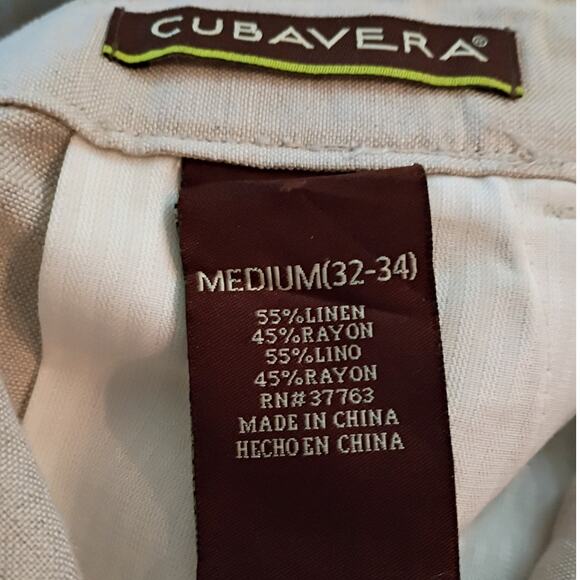 CUBAVERA®
MEDIUM(32-34)
55%LINEN
45%RAYON
55%LINO
45%RAYON
RN#37763
MADE IN CHINA
HECHO EN CHINA